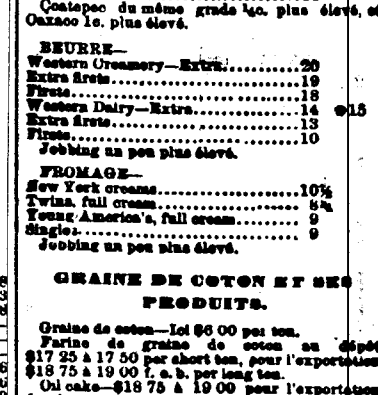 Coatepec du même grade ¼c. plus élevé, et
Oaxaco 1c. plus élevé.
BEURRE—
Western Creamery—Extra............20
Extra firsts............19
Firsts............18
Western Dairy—Extra............14 @15
Extra firsts............13
Firsts............10
Jobbing un peu plus élevé.
FROMAGE—
New York creams............10½
Twins, full cream............8¾
Young America's, full cream............9
Singles............9
Jobbing un peu plus élevé.
GRAINE DE COTON ET SES
PRODUITS.
Graine de coton—Ici $6 00 per ton.
Farine de graine de coton au dépôt
$17 25 à 17 50 per short ton, pour l'exportation
$18 75 à 19 00 f. o. b. per long ton.
Oil cake—$18 75 à 19 00 pour l'exportation